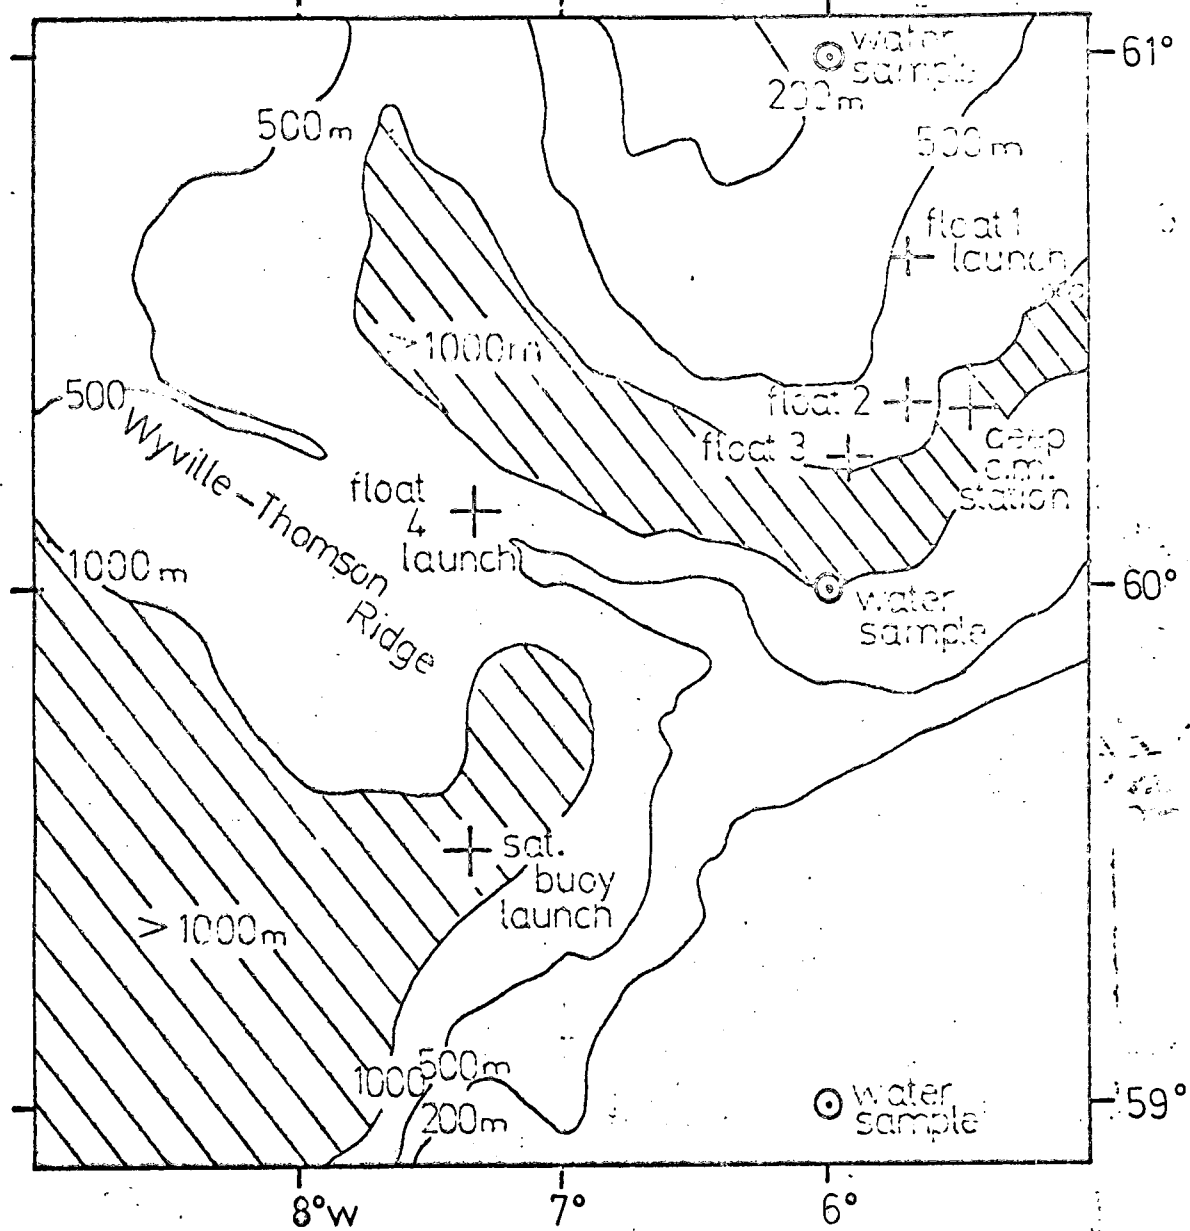 61°
water
sample
200m
500m
500m
float 1
launch
>1000m
500
float 2
float 3
deep
c.m.
station
Wyville-Thomson
Ridge
float
4
launch
1000m
60°
water
sample
sat.
buoy
launch
>1000m
500m
1000
200m
water
sample
59°
8°W
7°
6°